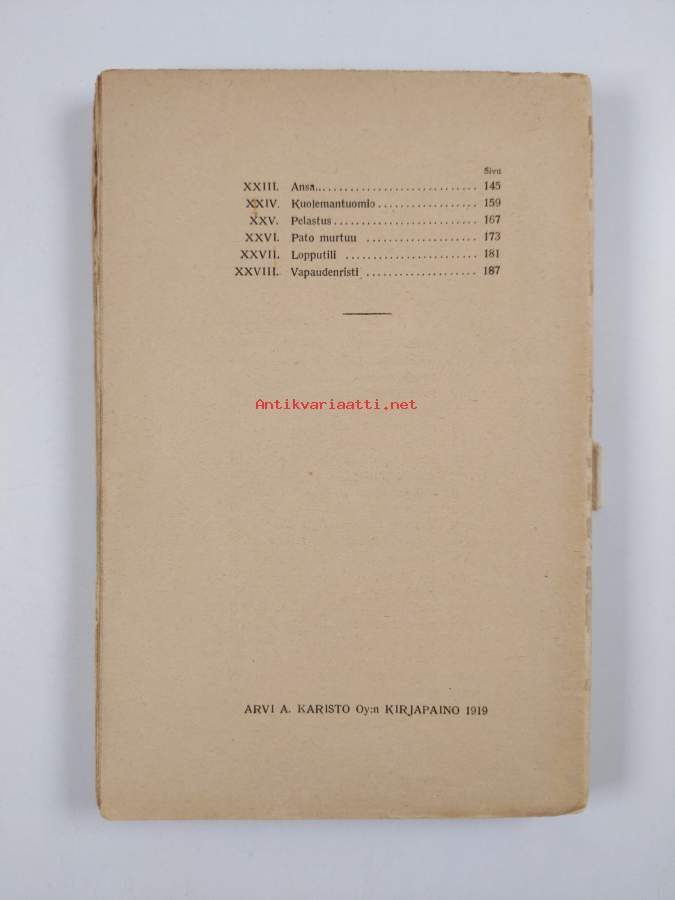 Sivu
XXIII. Ansa.............................. 145
XXIV. Kuolemantuomio .................. 159
XXV. Pelastus ......................... 167
XXVI. Pato murtuu .................... 173
XXVII. Lopputili ...................... 181
XXVIII. Vapaudenristi .................... 187
Antikvariaatti.net
ARVI A. KARISTO Oy:n KIRJAPAINO 1919